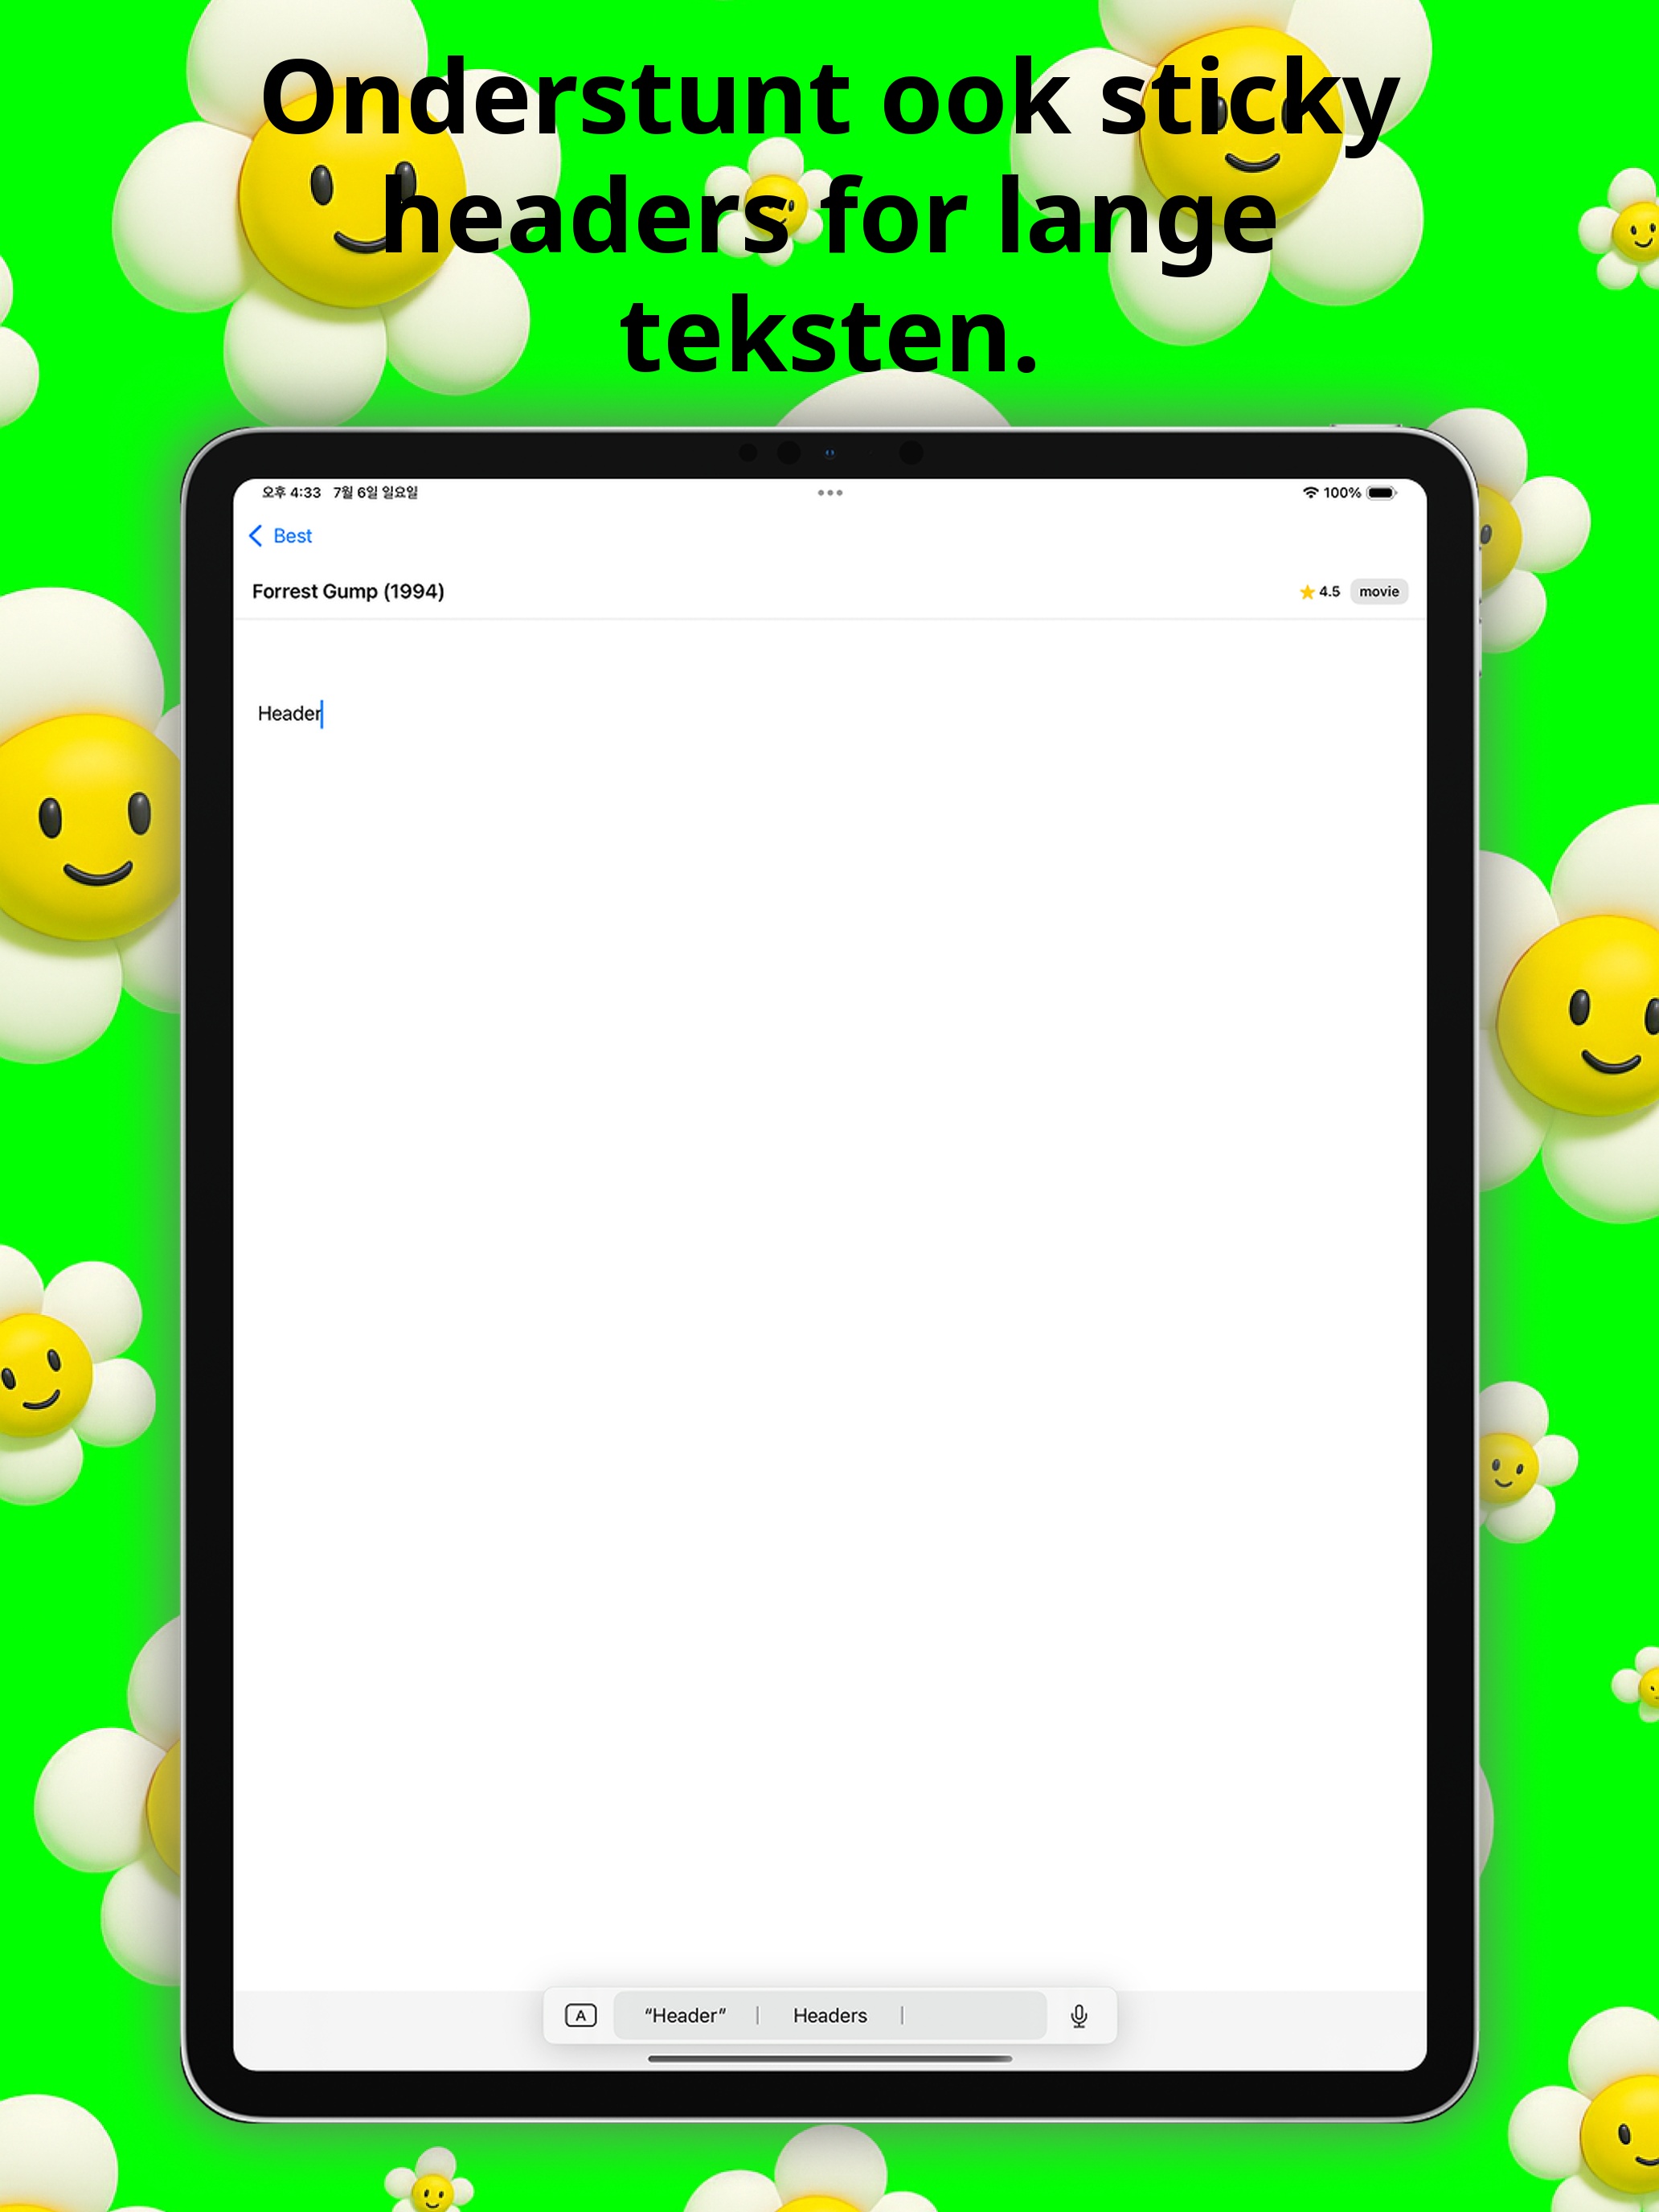 Onderstunt ook sticky
headers for lange
teksten.
오후 4:33 7월 6일 일요일
100%
Best
Forrest Gump (1994)
4.5 movie
Header
A "Header" Headers